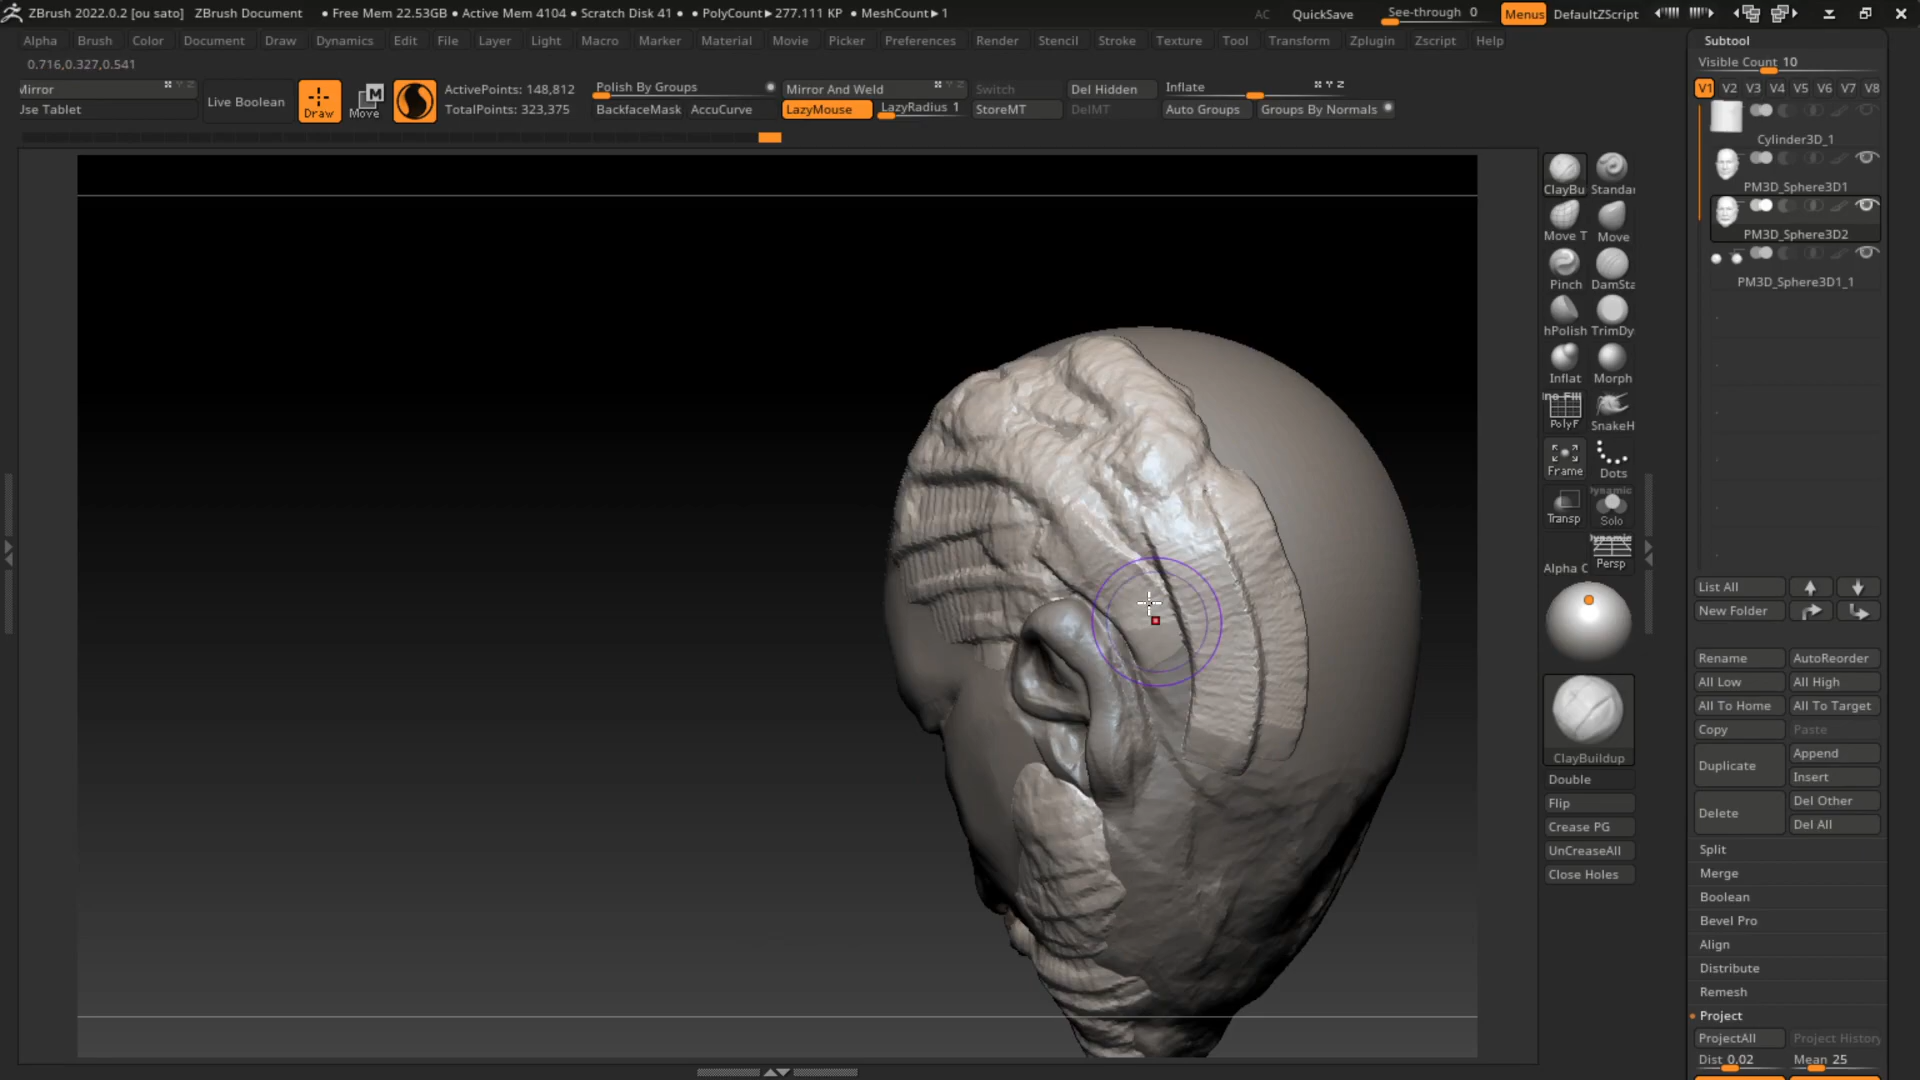 ZBrush 2022.0.2 [ou sato] ZBrush Document • Free Mem 22.53GB • Active Mem 4104 • Scratch Disk 41 • • PolyCount▶277.111 KP • MeshCount▶1 AC QuickSave See-through 0 Menus DefaultZScript
Alpha Brush Color Document Draw Dynamics Edit File Layer Light Macro Marker Material Movie Picker Preferences Render Stencil Stroke Texture Tool Transform Zplugin Zscript Help
0.716,0.327,0.541
Mirror
Use Tablet
Live Boolean
Draw
Move
ActivePoints: 148,812
TotalPoints: 323,375
Polish By Groups
BackfaceMask AccuCurve
Mirror And Weld
LazyMouse LazyRadius 1
Switch
StoreMT
Del Hidden
DelMT
Inflate
Auto Groups Groups By Normals
ClayBu Standa
Move T Move
Pinch DamSta
hPolish TrimDy
Inflat Morph
PolyF SnakeH
Frame Dots
Transp Dynamic Solo
Dynamic
Alpha O Persp
ClayBuildup
Double
Flip
Crease PG
UnCreaseAll
Close Holes
Subtool
Visible Count 10
V1 V2 V3 V4 V5 V6 V7 V8
Cylinder3D_1
PM3D_Sphere3D1
PM3D_Sphere3D2
PM3D_Sphere3D1_1
List All
New Folder
Rename AutoReorder
All Low All High
All To Home All To Target
Copy Paste
Duplicate Append
Insert
Delete Del Other
Del All
Split
Merge
Boolean
Bevel Pro
Align
Distribute
Remesh
Project
ProjectAll Project History
Dist 0.02 Mean 25